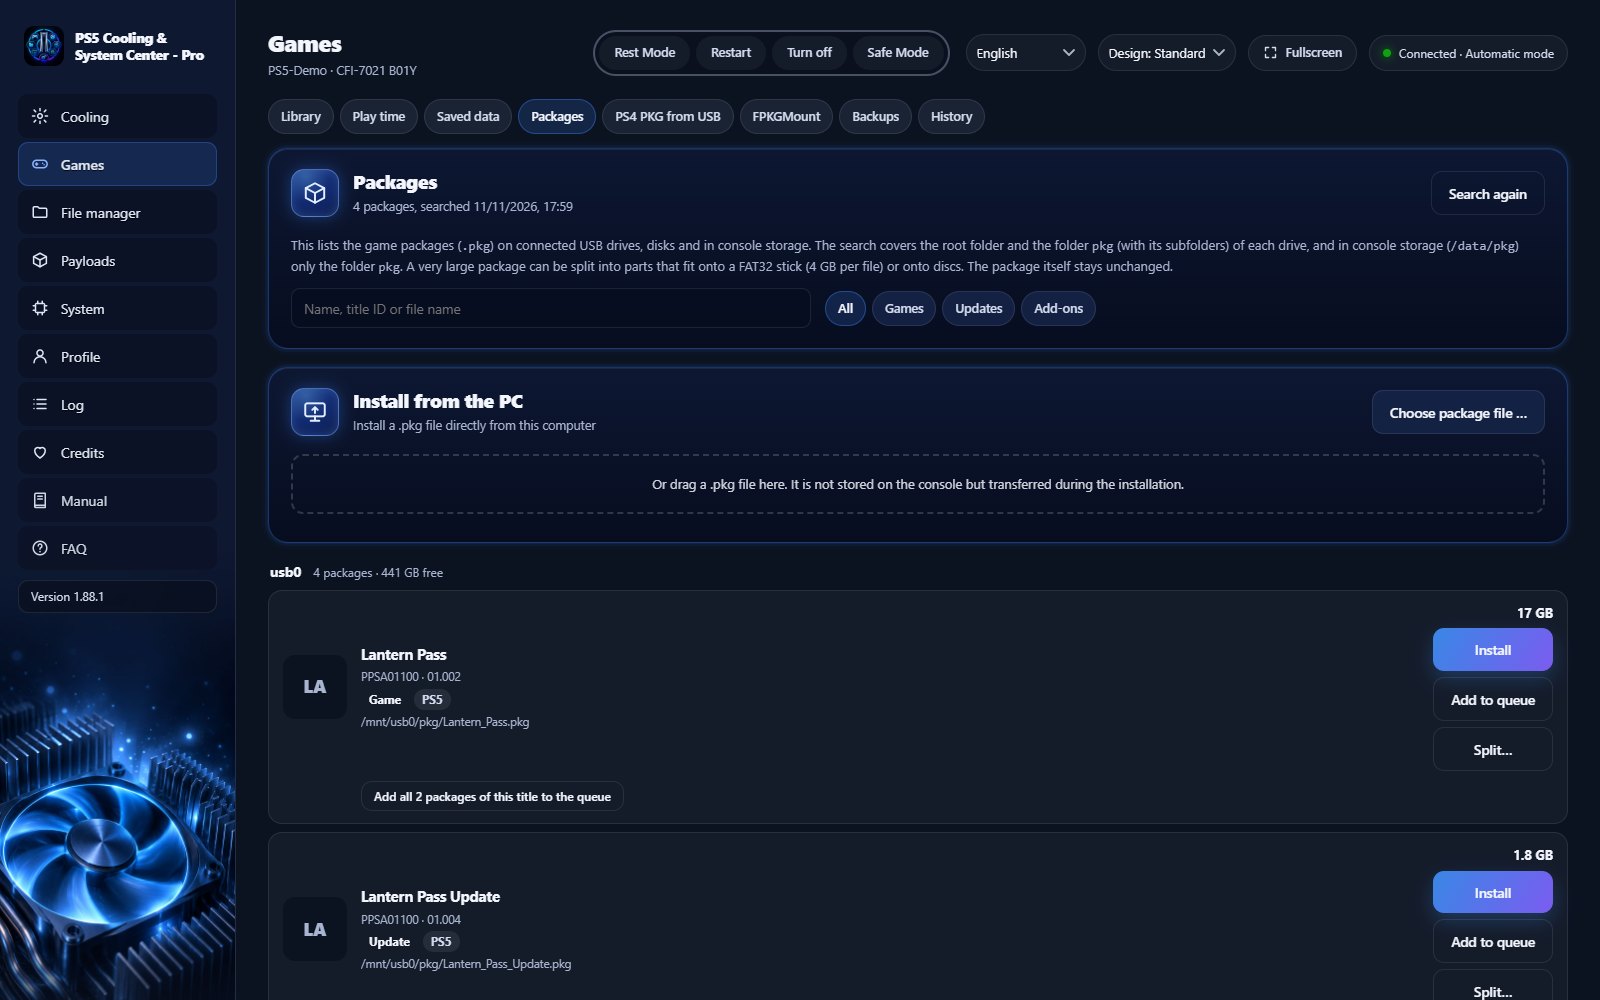 PS5 Cooling &
System Center - Pro
Cooling
Games
File manager
Payloads
System
Profile
Log
Credits
Manual
FAQ
Version 1.88.1
Games
PS5-Demo · CFI-7021 B01Y
Rest Mode
Restart
Turn off
Safe Mode
English
Design: Standard
Fullscreen
Connected · Automatic mode
Library
Play time
Saved data
Packages
PS4 PKG from USB
FPKGMount
Backups
History
Packages
4 packages, searched 11/11/2026, 17:59
Search again
This lists the game packages (.pkg) on connected USB drives, disks and in console storage. The search covers the root folder and the folder pkg (with its subfolders) of each drive, and in console storage (/data/pkg)
only the folder pkg. A very large package can be split into parts that fit onto a FAT32 stick (4 GB per file) or onto discs. The package itself stays unchanged.
Name, title ID or file name
All
Games
Updates
Add-ons
Install from the PC
Install a .pkg file directly from this computer
Choose package file ...
Or drag a .pkg file here. It is not stored on the console but transferred during the installation.
usb0 4 packages · 441 GB free
17 GB
LA
Lantern Pass
PPSA01100 · 01.002
Game PS5
/mnt/usb0/pkg/Lantern_Pass.pkg
Install
Add to queue
Split...
Add all 2 packages of this title to the queue
1.8 GB
LA
Lantern Pass Update
PPSA01100 · 01.004
Update PS5
/mnt/usb0/pkg/Lantern_Pass_Update.pkg
Install
Add to queue
Split...